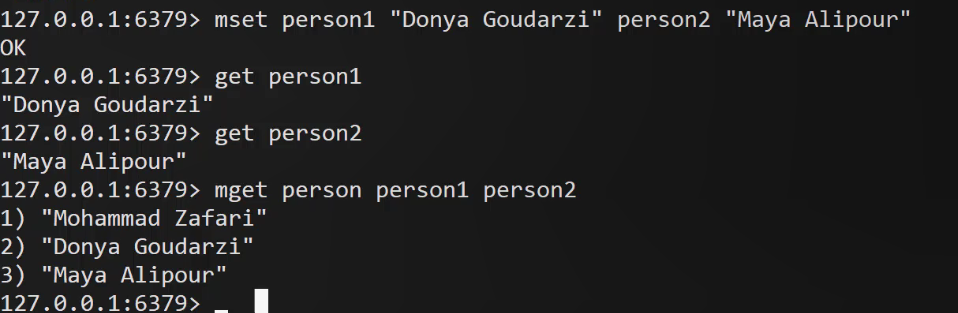 127.0.0.1:6379> mset person1 "Donya Goudarzi" person2 "Maya Alipour"
OK
127.0.0.1:6379> get person1
"Donya Goudarzi"
127.0.0.1:6379> get person2
"Maya Alipour"
127.0.0.1:6379> mget person person1 person2
1) "Mohammad Zafari"
2) "Donya Goudarzi"
3) "Maya Alipour"
127.0.0.1:6379>